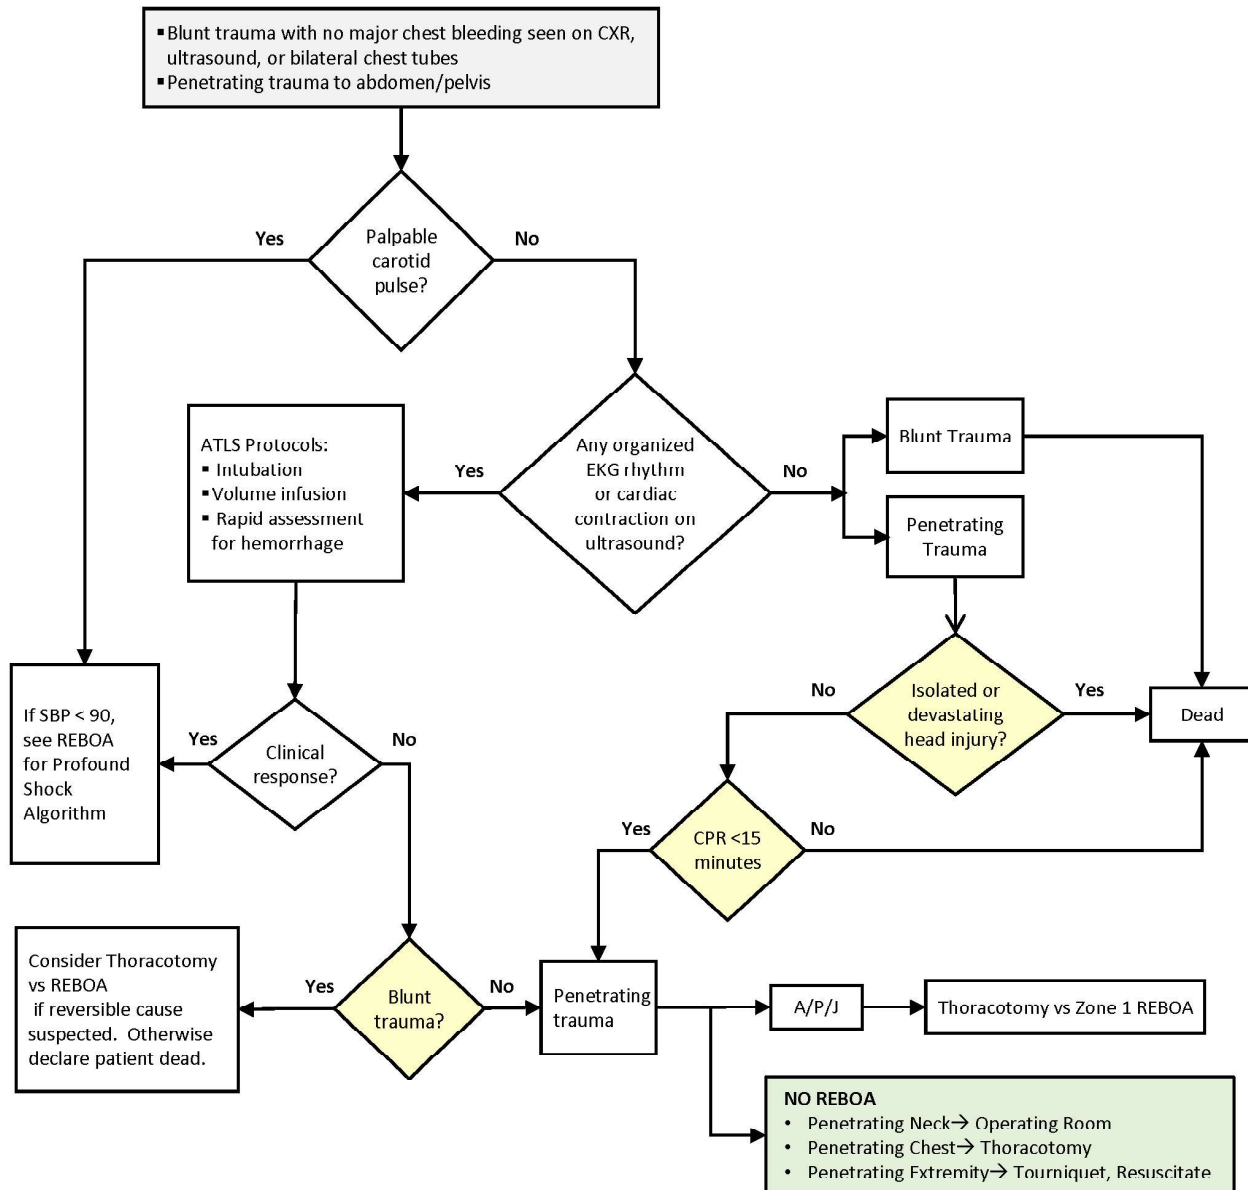 ▪Blunt trauma with no major chest bleeding seen on CXR,
ultrasound, or bilateral chest tubes
▪Penetrating trauma to abdomen/pelvis
Yes
Palpable
carotid
pulse?
No
ATLS Protocols:
▪ Intubation
▪Volume infusion
▪ Rapid assessment
for hemorrhage
Yes
Any organized
EKG rhythm
or cardiac
contraction on
ultrasound?
No
Blunt Trauma
Penetrating
Trauma
If SBP < 90,
see REBOA
for Profound
Shock
Algorithm
Yes
Clinical
response?
No
No
Isolated or
devastating
head injury?
Yes
Dead
Yes
CPR <15
minutes
No
Consider Thoracotomy
vs REBOA
if reversible cause
suspected. Otherwise
declare patient dead.
Yes
Blunt
trauma?
No
Penetrating
trauma
A/P/J
Thoracotomy vs Zone 1 REBOA
NO REBOA
• Penetrating Neck→ Operating Room
• Penetrating Chest→ Thoracotomy
• Penetrating Extremity→ Tourniquet, Resuscitate